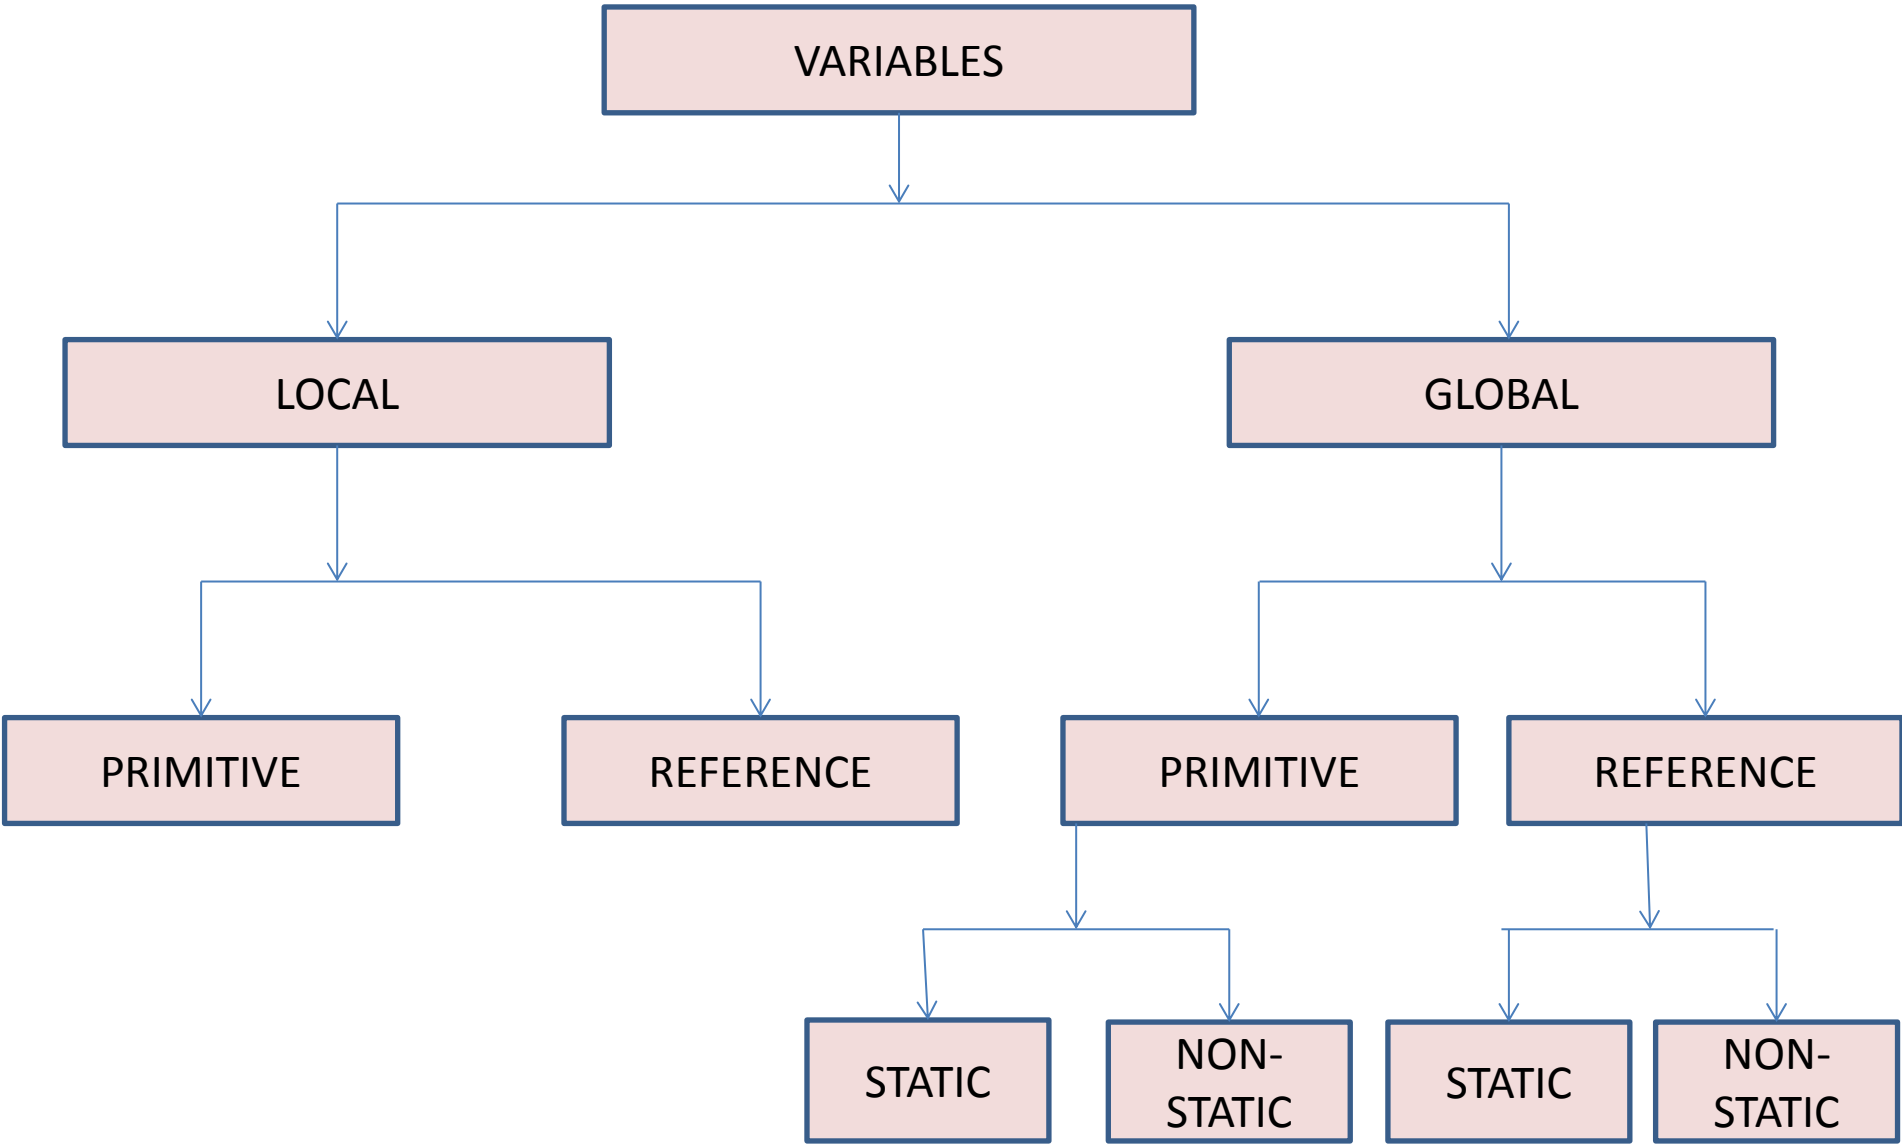 VARIABLES
LOCAL
GLOBAL
PRIMITIVE
REFERENCE
PRIMITIVE
REFERENCE
STATIC
NON-
STATIC
STATIC
NON-
STATIC